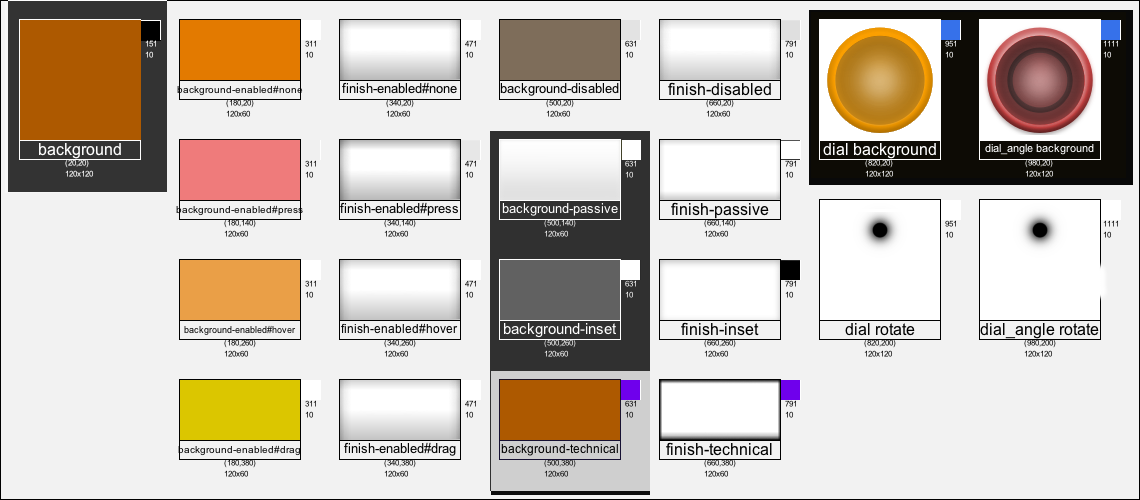 151
10
background
(20,20)
120x120
311
10
background-enabled#none
(180,20)
120x60
471
10
finish-enabled#none
(340,20)
120x60
631
10
background-disabled
(500,20)
120x60
791
10
finish-disabled
(660,20)
120x60
951
10
dial background
(820,20)
120x120
1111
10
dial_angle background
(980,20)
120x120
311
10
background-enabled#press
(180,140)
120x60
471
10
finish-enabled#press
(340,140)
120x60
631
10
background-passive
(500,140)
120x60
791
10
finish-passive
(660,140)
120x60
951
10
dial rotate
(820,200)
120x120
1111
10
dial_angle rotate
(980,200)
120x120
311
10
background-enabled#hover
(180,260)
120x60
471
10
finish-enabled#hover
(340,260)
120x60
631
10
background-inset
(500,260)
120x60
791
10
finish-inset
(660,260)
120x60
311
10
background-enabled#drag
(180,380)
120x60
471
10
finish-enabled#drag
(340,380)
120x60
631
10
background-technical
(500,380)
120x60
791
10
finish-technical
(660,380)
120x60